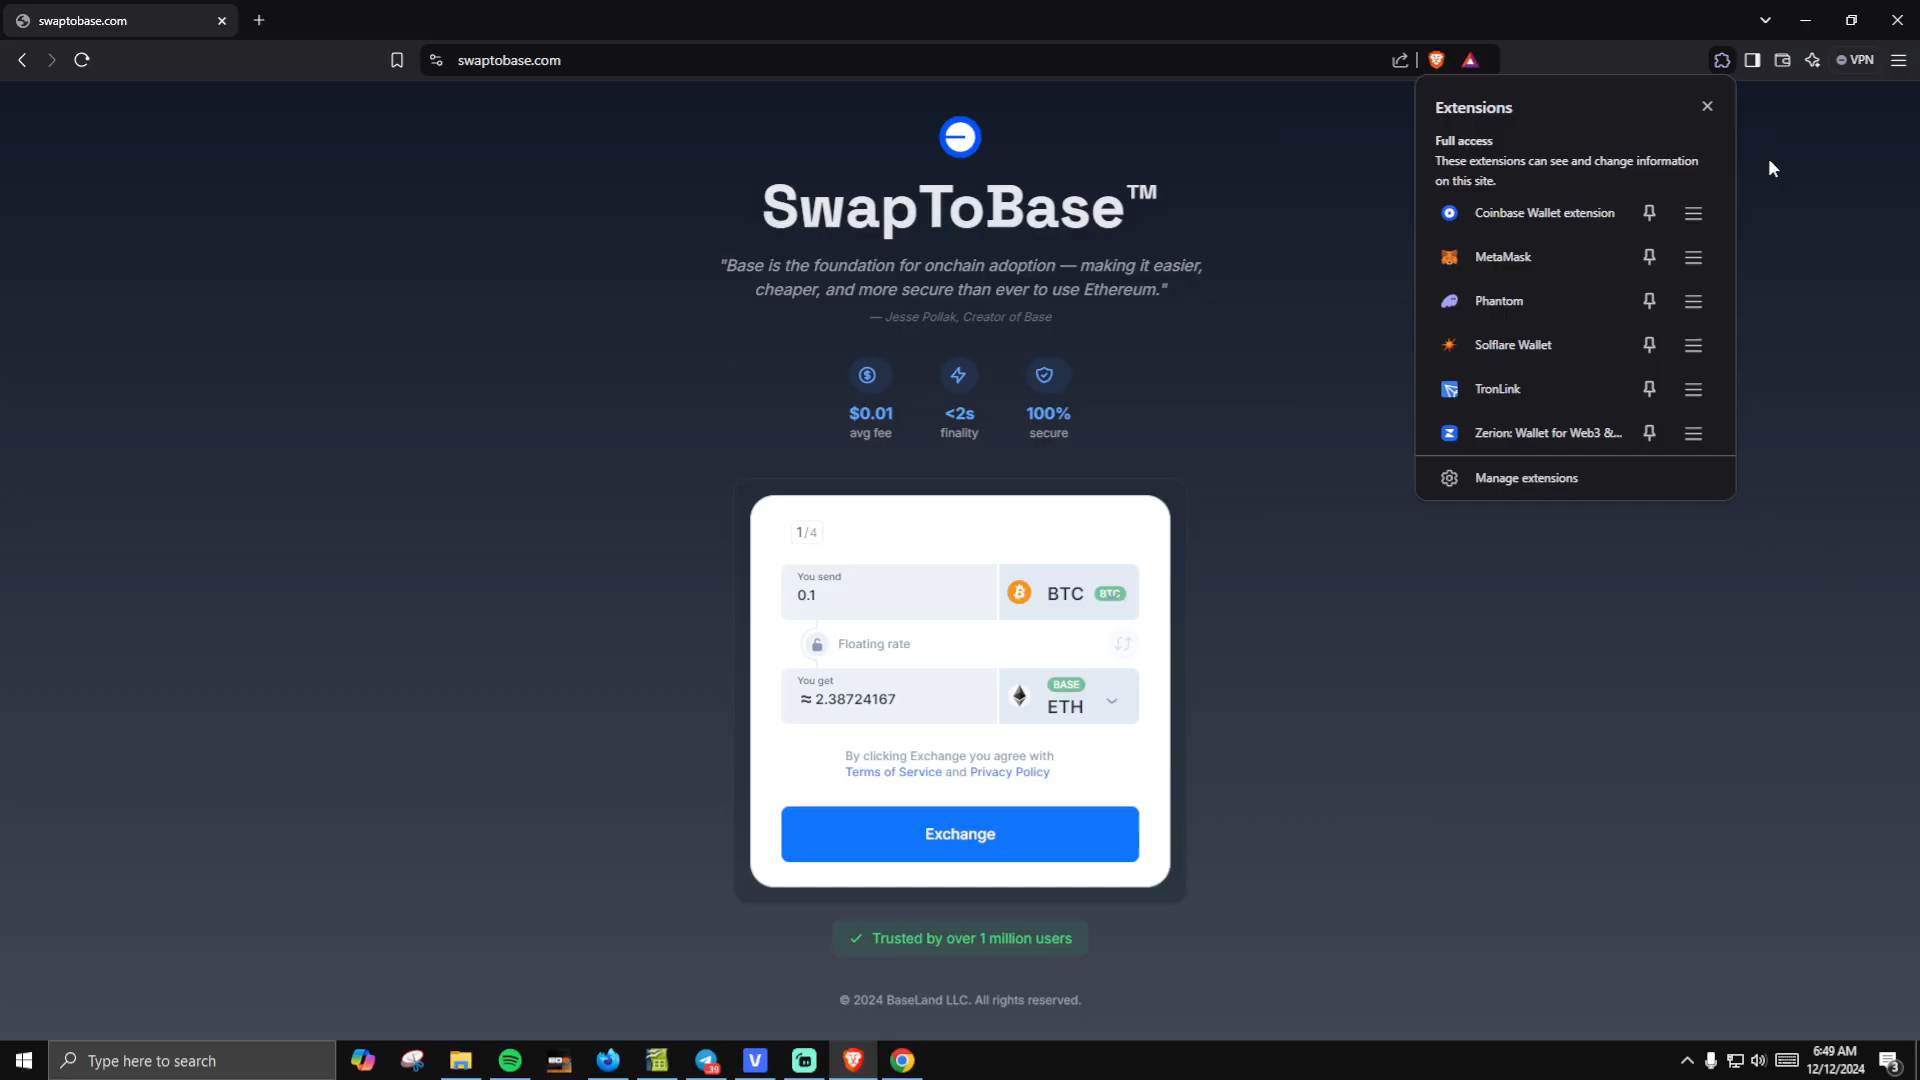 swaptobase.com
swaptobase.com
VPN
SwapToBase™
"Base is the foundation for onchain adoption — making it easier,
cheaper, and more secure than ever to use Ethereum."
— Jesse Pollak, Creator of Base
$0.01
avg fee
<2s
finality
100%
secure
Extensions
Full access
These extensions can see and change information
on this site.
Coinbase Wallet extension
MetaMask
Phantom
Solflare Wallet
TronLink
Zerion: Wallet for Web3 &...
Manage extensions
1/4
You send
0.1
BTC BTC
Floating rate
You get
≈ 2.38724167
BASE
ETH
By clicking Exchange you agree with
Terms of Service and Privacy Policy
Exchange
Trusted by over 1 million users
© 2024 BaseLand LLC. All rights reserved.
Type here to search
V
39
6:49 AM
12/12/2024
3